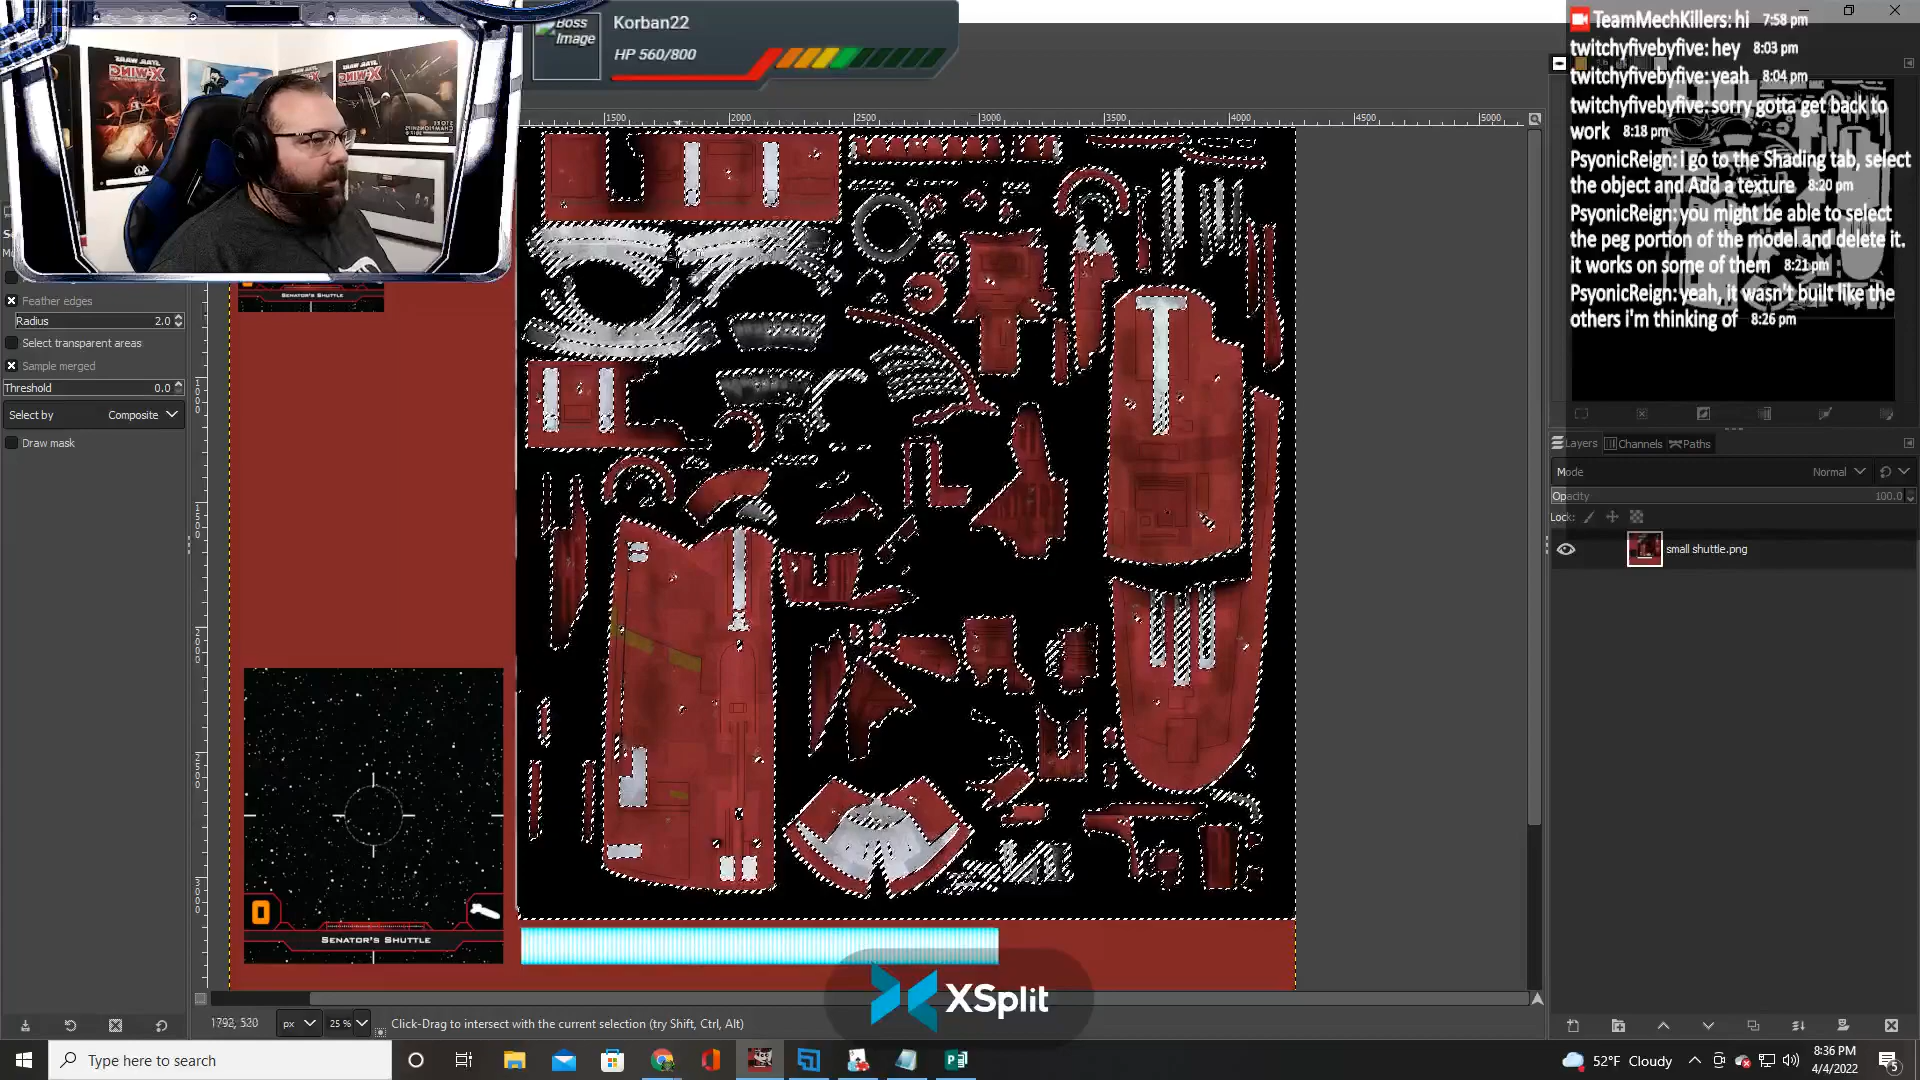 Boss
Image
Korban22
HP 560/800
TeamMechKillers: hi 7:58 pm
twitchyfivebyfive: hey 8:03 pm
twitchyfivebyfive: yeah 8:04 pm
twitchyfivebyfive: sorry gotta get back to
work 8:18 pm
PsyonicReign: i go to the Shading tab, select
the object and Add a texture 8:20 pm
PsyonicReign: you might be able to select
the peg portion of the model and delete it.
it works on some of them 8:21 pm
PsyonicReign: yeah, it wasn't built like the
others i'm thinking of 8:26 pm
1500 2000 2500 3000 3500 4000 4500 5000
Feather edges
Radius 2.0
Select transparent areas
Sample merged
Threshold 0.0
Select by Composite
Draw mask
SENATOR'S SHUTTLE
SENATOR'S SHUTTLE
Layers Channels Paths
Mode Normal
Opacity 100.0
Lock:
small shuttle.png
XSplit
1792, 520 px 25 % Click-Drag to intersect with the current selection (try Shift, Ctrl, Alt)
Type here to search
52°F Cloudy
8:36 PM
4/4/2022
5